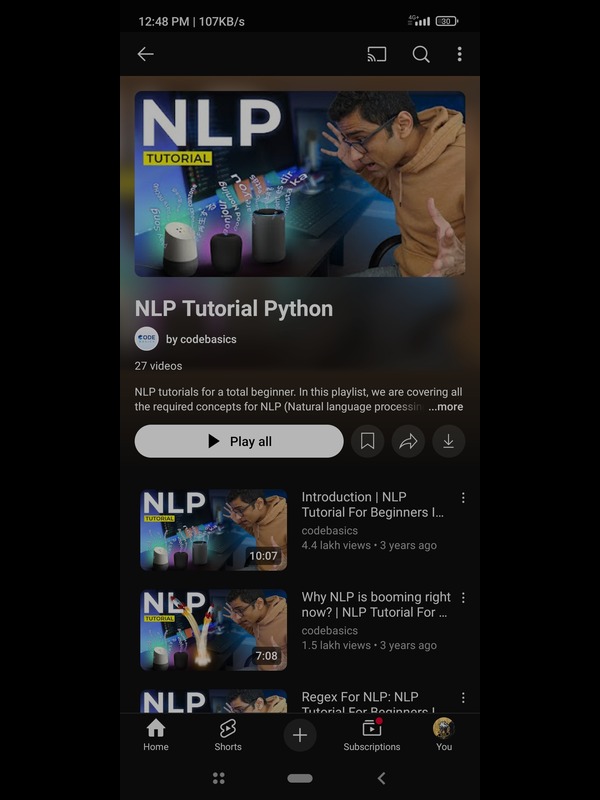 12:48 PM | 107KB/s
4G+
30
NLP
TUTORIAL
NLP Tutorial Python
CODE
by codebasics
27 videos
NLP tutorials for a total beginner. In this playlist, we are covering all
the required concepts for NLP (Natural language processin ...more
Play all
NLP
TUTORIAL
10:07
Introduction | NLP
Tutorial For Beginners I...
codebasics
4.4 lakh views • 3 years ago
NLP
TUTORIAL
7:08
Why NLP is booming right
now? | NLP Tutorial For ...
codebasics
1.5 lakh views • 3 years ago
NLP
Regex For NLP: NLP
Tutorial For Beginners I...
Home
Shorts
Subscriptions
You